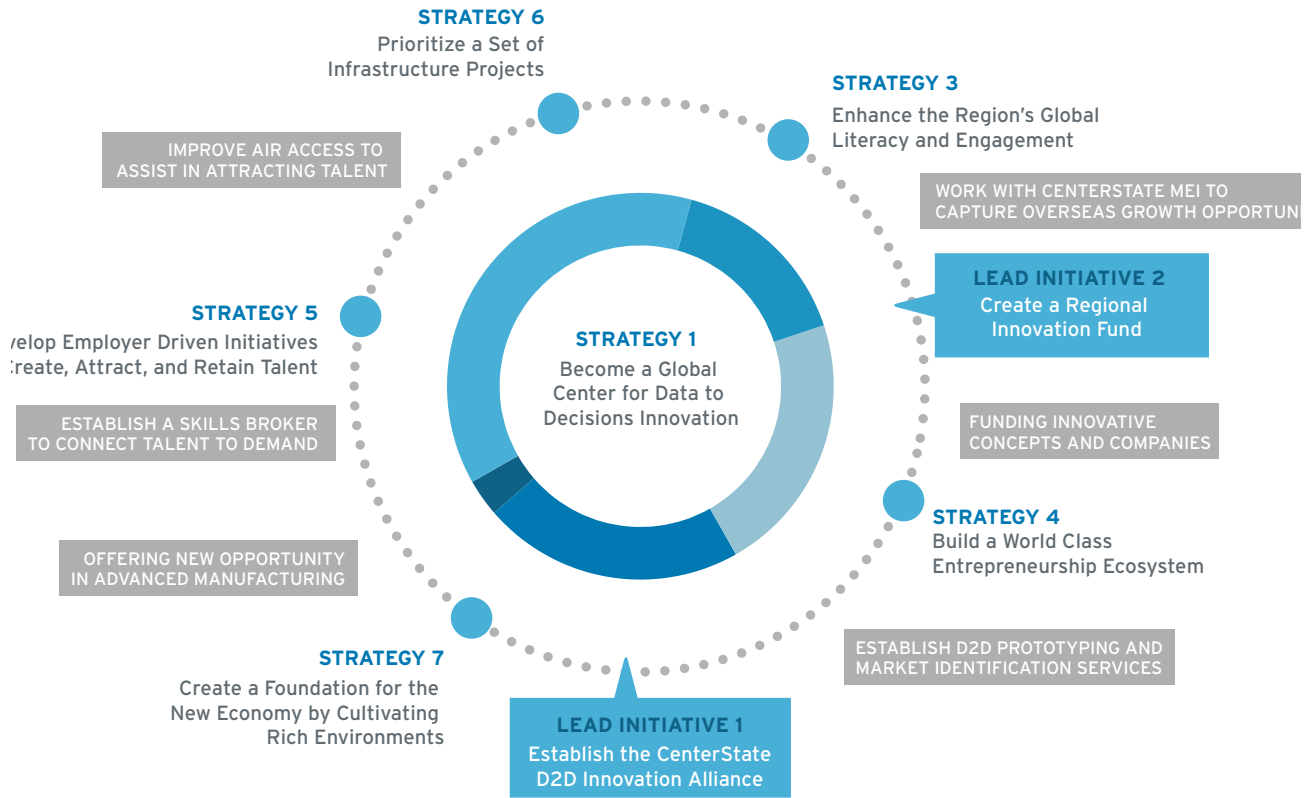 STRATEGY 6
Prioritize a Set of
Infrastructure Projects
STRATEGY 3
Enhance the Region's Global
Literacy and Engagement
IMPROVE AIR ACCESS TO
ASSIST IN ATTRACTING TALENT
WORK WITH CENTERSTATE MEI TO
CAPTURE OVERSEAS GROWTH
LEAD INITIATIVE 2
Create a Regional
Innovation Fund
STRATEGY 5
Employer Driven Initiatives
Attract, and Retain Talent
STRATEGY 1
Become a Global
Center for Data to
Decisions Innovation
ESTABLISH A SKILLS BROKER
TO CONNECT TALENT TO DEMAND
FUNDING INNOVATIVE
CONCEPTS AND COMPANIES
STRATEGY 4
Build a World Class
Entrepreneurship Ecosystem
OFFERING NEW OPPORTUNITY
IN ADVANCED MANUFACTURING
ESTABLISH D2D PROTOTYPING AND
MARKET IDENTIFICATION SERVICES
STRATEGY 7
Create a Foundation for the
New Economy by Cultivating
Rich Environments
LEAD INITIATIVE 1
Establish the CenterState
D2D Innovation Alliance